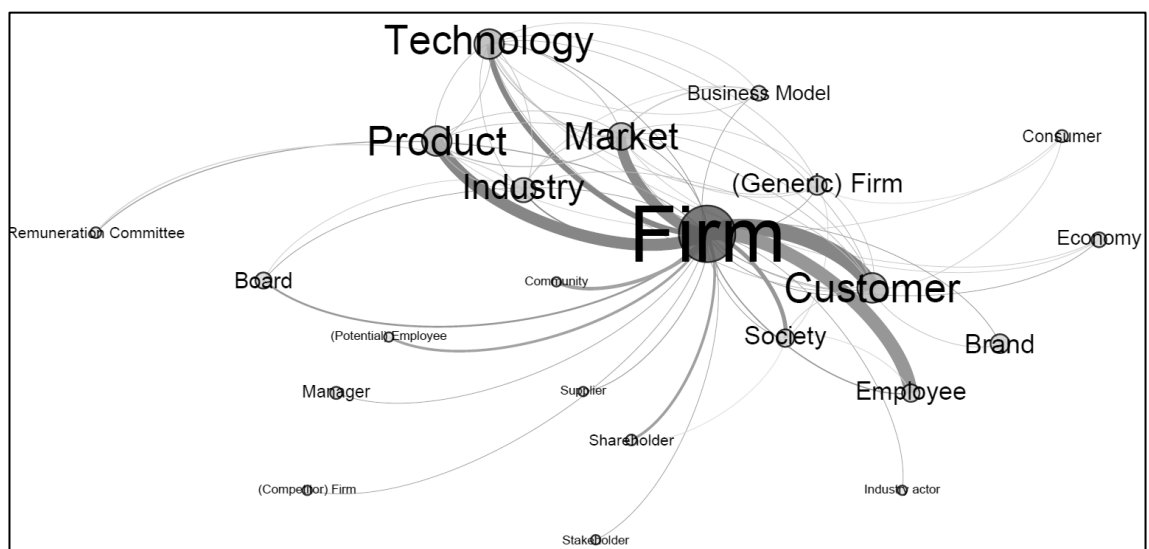 Technology
Business Model
Consumer
Product
Market
Industry
(Generic) Firm
Remuneration Committee
Firm
Economy
Board
Community
Customer
(Potential) Employee
Society
Brand
Manager
Supplier
Employee
Shareholder
(Competitor) Firm
Industry actor
Stakeholder